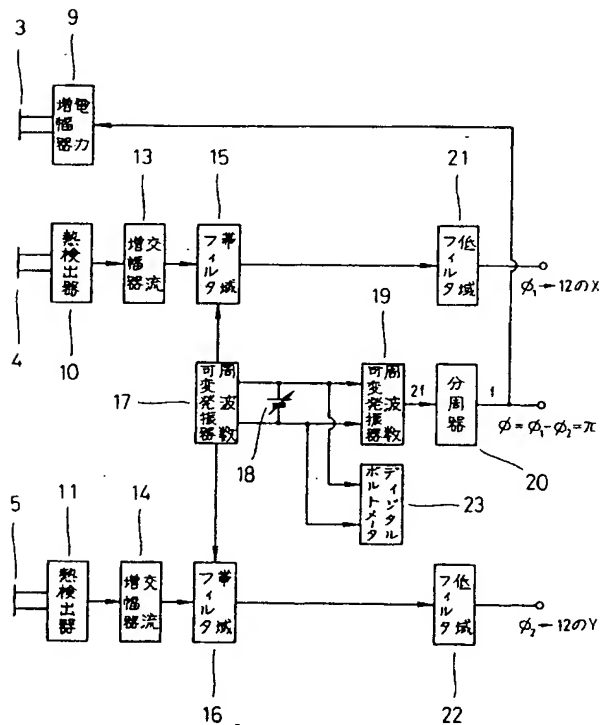 3
9
電力
増幅器
13
15
21
熱検出器
交流
増幅器
帯域
フィルタ
低域
フィルタ
4
10
φ₁→12のX
19
17
周波数
可変発振器
18
周波数
可変発振器
2f
分周器
f
φ=φ₁-φ₂=π
20
ディジタル
ボルトメータ
23
5
11
14
熱検出器
交流
増幅器
帯域
フィルタ
低域
フィルタ
φ₂←12のY
16
22